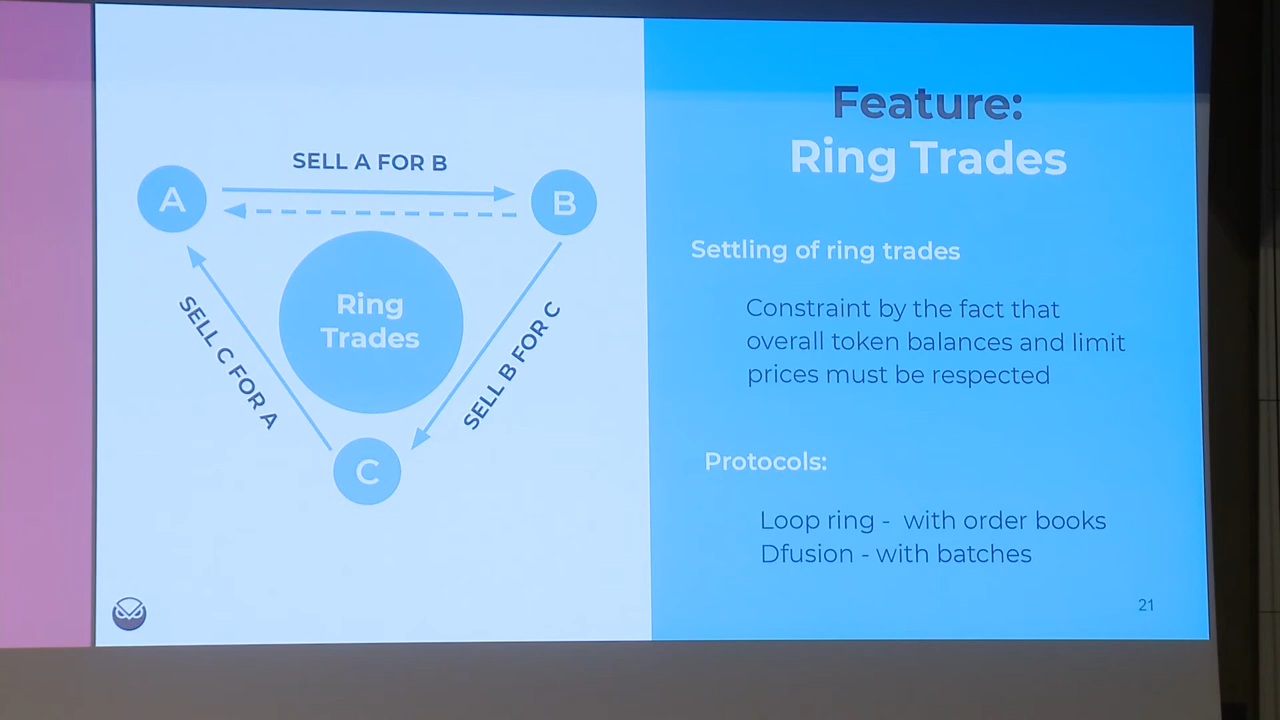 SELL A FOR B
A
B
Ring
Trades
SELL C FOR A
SELL B FOR C
C
Feature:
Ring Trades
Settling of ring trades
Constraint by the fact that
overall token balances and limit
prices must be respected
Protocols:
Loop ring - with order books
Dfusion - with batches
21